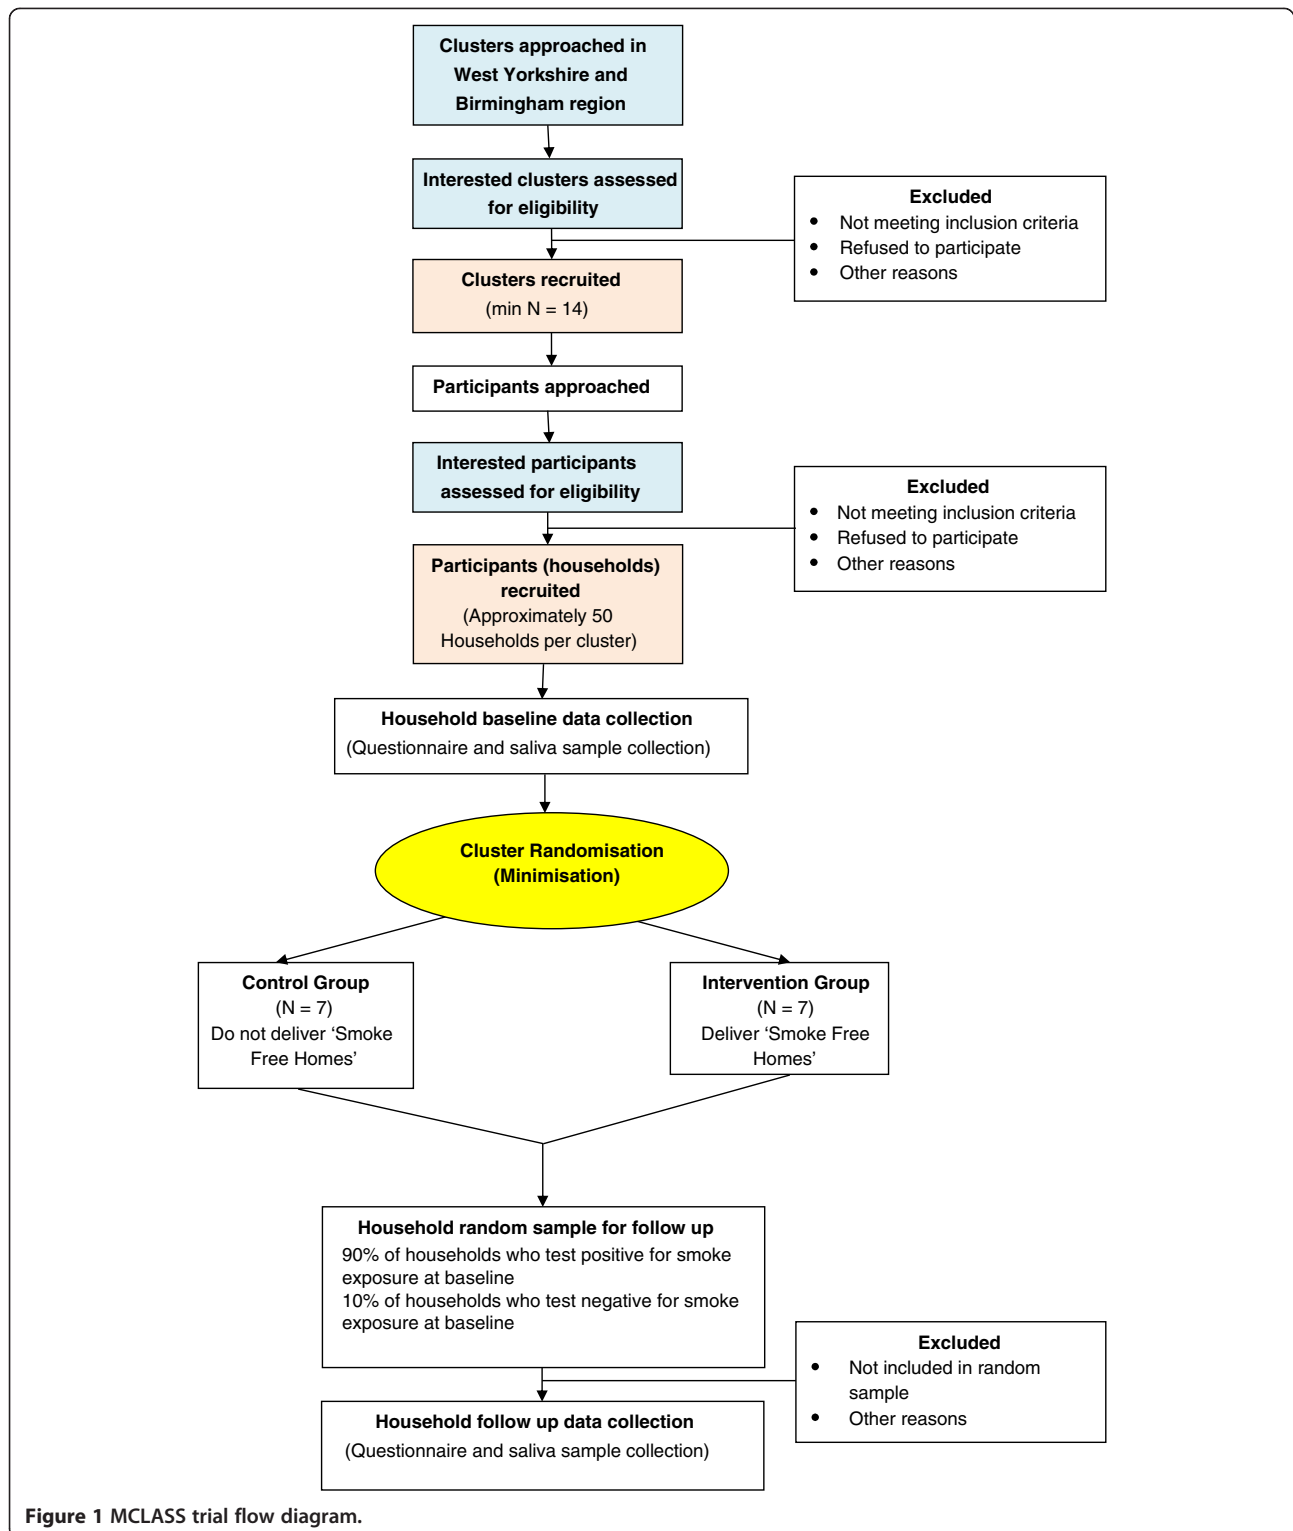 Clusters approached in
West Yorkshire and
Birmingham region
Interested clusters assessed
for eligibility
Excluded
• Not meeting inclusion criteria
• Refused to participate
• Other reasons
Clusters recruited
(min N = 14)
Participants approached
Interested participants
assessed for eligibility
Excluded
• Not meeting inclusion criteria
• Refused to participate
• Other reasons
Participants (households)
recruited
(Approximately 50
Households per cluster)
Household baseline data collection
(Questionnaire and saliva sample collection)
Cluster Randomisation
(Minimisation)
Control Group
(N = 7)
Do not deliver ‘Smoke
Free Homes’
Intervention Group
(N = 7)
Deliver ‘Smoke Free
Homes’
Household random sample for follow up
90% of households who test positive for smoke
exposure at baseline
10% of households who test negative for smoke
exposure at baseline
Excluded
• Not included in random
sample
• Other reasons
Household follow up data collection
(Questionnaire and saliva sample collection)
Figure 1 MCLASS trial flow diagram.